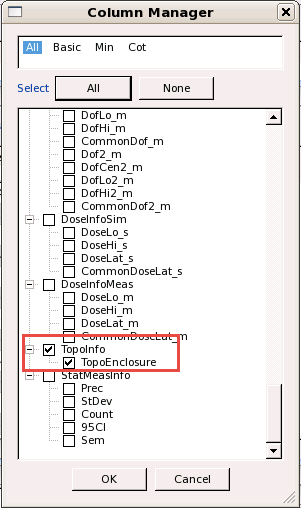 Column Manager
All Basic Min Cot
Select All None
DofLo_m
DofHi_m
CommonDof_m
Dof2_m
DofCen2_m
DofLo2_m
DofHi2_m
CommonDof2_m
DoseInfoSim
DoseLo_s
DoseHi_s
DoseLat_s
CommonDoseLat_s
DoseInfoMeas
DoseLo_m
DoseHi_m
DoseLat_m
CommonDoseLat_m
TopoInfo
TopoEnclosure
StatMeasInfo
Prec
StDev
Count
95CI
Sem
OK Cancel